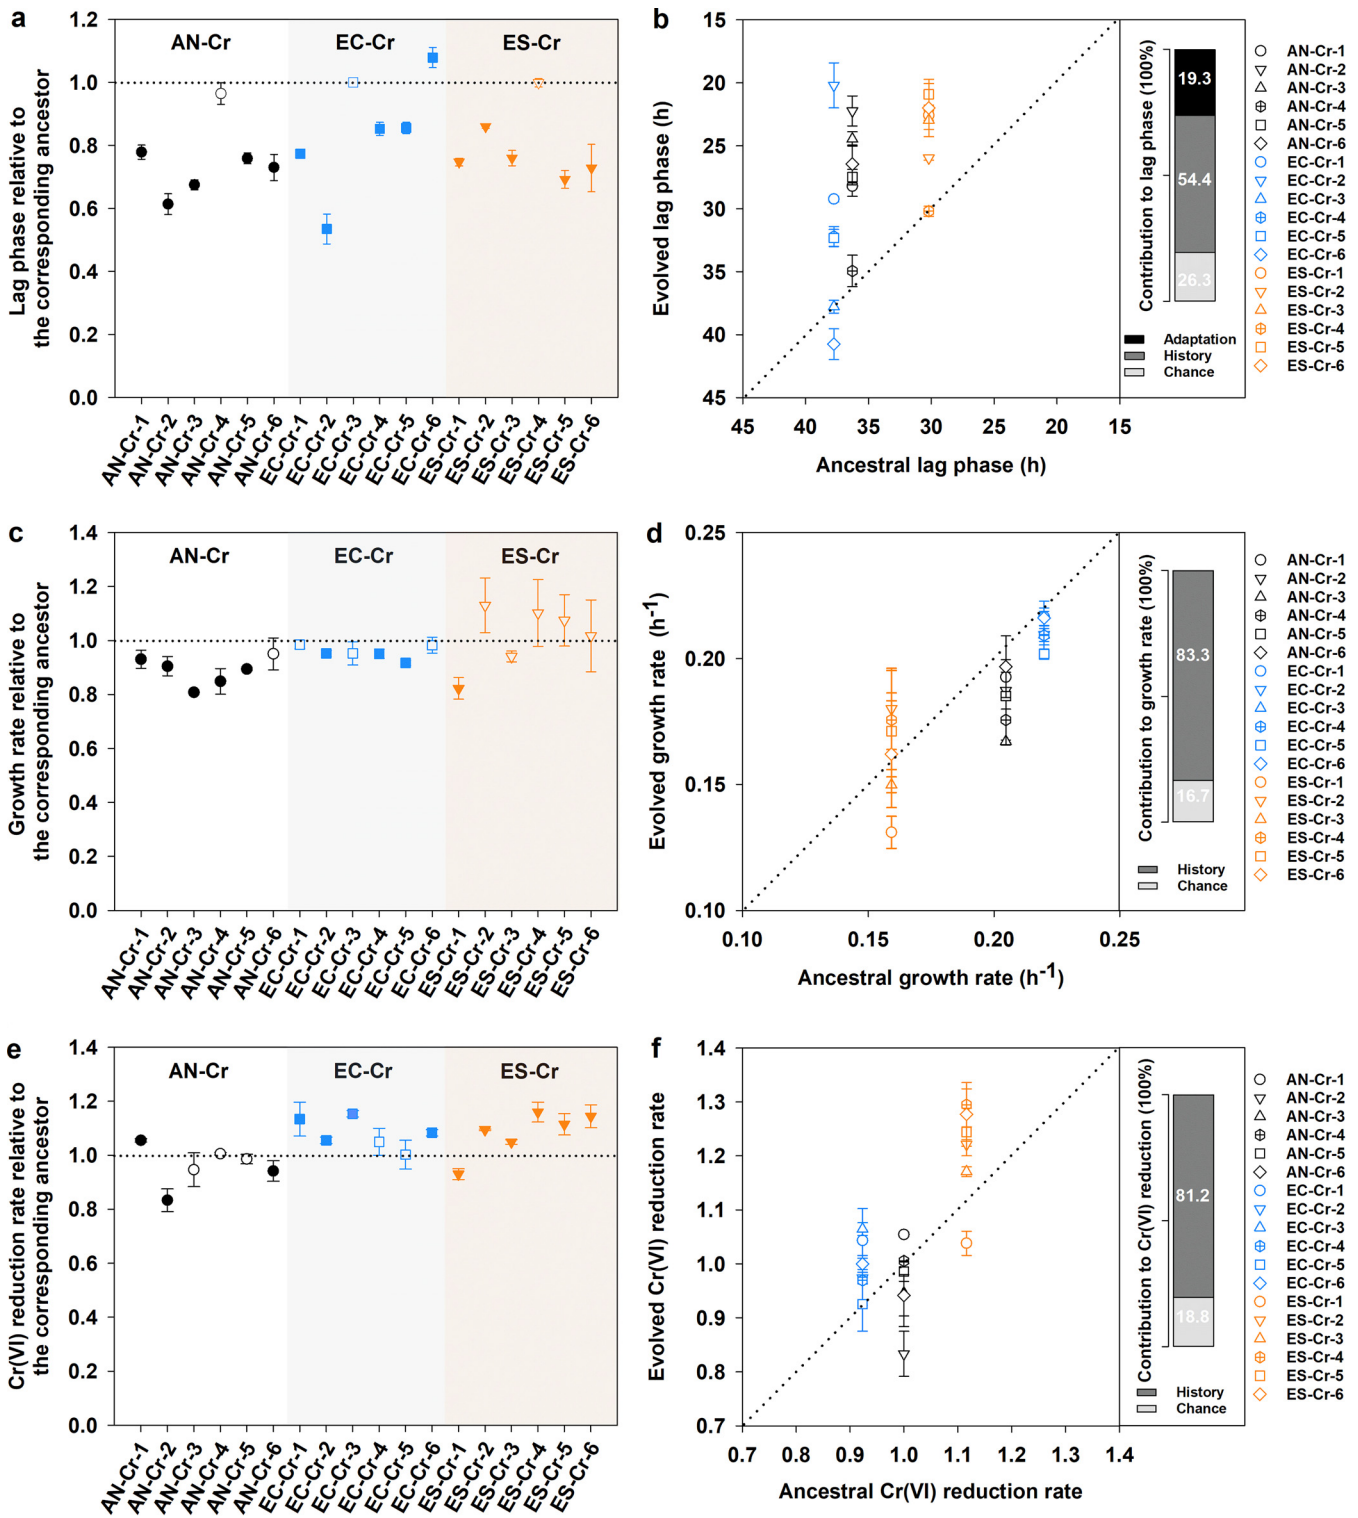 a
AN-Cr
EC-Cr
ES-Cr
Lag phase relative to
the corresponding ancestor
1.2
1.0
0.8
0.6
0.4
0.2
0.0
AN-Cr-1
AN-Cr-2
AN-Cr-3
AN-Cr-4
AN-Cr-5
AN-Cr-6
EC-Cr-1
EC-Cr-2
EC-Cr-3
EC-Cr-4
EC-Cr-5
EC-Cr-6
ES-Cr-1
ES-Cr-2
ES-Cr-3
ES-Cr-4
ES-Cr-5
ES-Cr-6
b
Evolved lag phase (h)
15
20
25
30
35
40
45
45
40
35
30
25
20
15
Ancestral lag phase (h)
Contribution to lag phase (100%)
19.3
54.4
26.3
Adaptation
History
Chance
AN-Cr-1
AN-Cr-2
AN-Cr-3
AN-Cr-4
AN-Cr-5
AN-Cr-6
EC-Cr-1
EC-Cr-2
EC-Cr-3
EC-Cr-4
EC-Cr-5
EC-Cr-6
ES-Cr-1
ES-Cr-2
ES-Cr-3
ES-Cr-4
ES-Cr-5
ES-Cr-6
c
AN-Cr
EC-Cr
ES-Cr
Growth rate relative to
the corresponding ancestor
1.4
1.2
1.0
0.8
0.6
0.4
0.2
0.0
AN-Cr-1
AN-Cr-2
AN-Cr-3
AN-Cr-4
AN-Cr-5
AN-Cr-6
EC-Cr-1
EC-Cr-2
EC-Cr-3
EC-Cr-4
EC-Cr-5
EC-Cr-6
ES-Cr-1
ES-Cr-2
ES-Cr-3
ES-Cr-4
ES-Cr-5
ES-Cr-6
d
Evolved growth rate (h-1)
0.25
0.20
0.15
0.10
0.10
0.15
0.20
0.25
Ancestral growth rate (h-1)
Contribution to growth rate (100%)
83.3
16.7
History
Chance
AN-Cr-1
AN-Cr-2
AN-Cr-3
AN-Cr-4
AN-Cr-5
AN-Cr-6
EC-Cr-1
EC-Cr-2
EC-Cr-3
EC-Cr-4
EC-Cr-5
EC-Cr-6
ES-Cr-1
ES-Cr-2
ES-Cr-3
ES-Cr-4
ES-Cr-5
ES-Cr-6
e
AN-Cr
EC-Cr
ES-Cr
Cr(VI) reduction rate relative to
the corresponding ancestor
1.4
1.2
1.0
0.8
0.6
0.4
0.2
0.0
AN-Cr-1
AN-Cr-2
AN-Cr-3
AN-Cr-4
AN-Cr-5
AN-Cr-6
EC-Cr-1
EC-Cr-2
EC-Cr-3
EC-Cr-4
EC-Cr-5
EC-Cr-6
ES-Cr-1
ES-Cr-2
ES-Cr-3
ES-Cr-4
ES-Cr-5
ES-Cr-6
f
Evolved Cr(VI) reduction rate
1.4
1.3
1.2
1.1
1.0
0.9
0.8
0.7
0.7
0.8
0.9
1.0
1.1
1.2
1.3
1.4
Ancestral Cr(VI) reduction rate
Contribution to Cr(VI) reduction (100%)
81.2
18.8
History
Chance
AN-Cr-1
AN-Cr-2
AN-Cr-3
AN-Cr-4
AN-Cr-5
AN-Cr-6
EC-Cr-1
EC-Cr-2
EC-Cr-3
EC-Cr-4
EC-Cr-5
EC-Cr-6
ES-Cr-1
ES-Cr-2
ES-Cr-3
ES-Cr-4
ES-Cr-5
ES-Cr-6